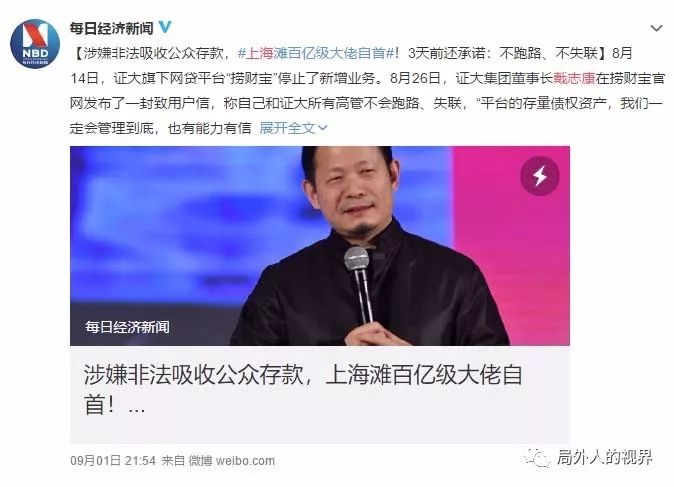 每日经济新闻
NBD
每日经济新闻
【涉嫌非法吸收公众存款，#上海滩百亿级大佬自首#！3天前还承诺：不跑路、不失联】8月
14日，证大旗下网贷平台“捞财宝”停止了新增业务。8月26日，证大集团董事长戴志康在捞财宝官
网发布了一封致用户信，称自己和证大所有高管不会跑路、失联，“平台的存量债权资产，我们一
定会管理到底，也有能力有信 展开全文
每日经济新闻
涉嫌非法吸收公众存款，上海滩百亿级大佬自
首！...
09月01日 21:54 来自 微博 weibo.com
局外人的视界